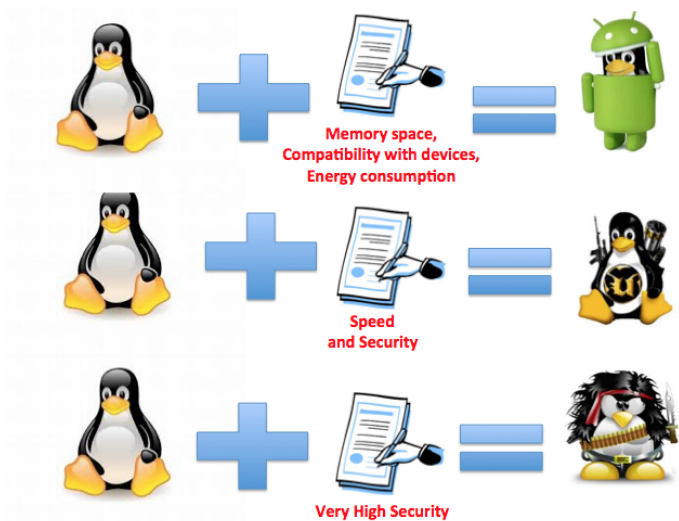 Memory space,
Compatibility with devices,
Energy consumption
Speed
and Security
Very High Security